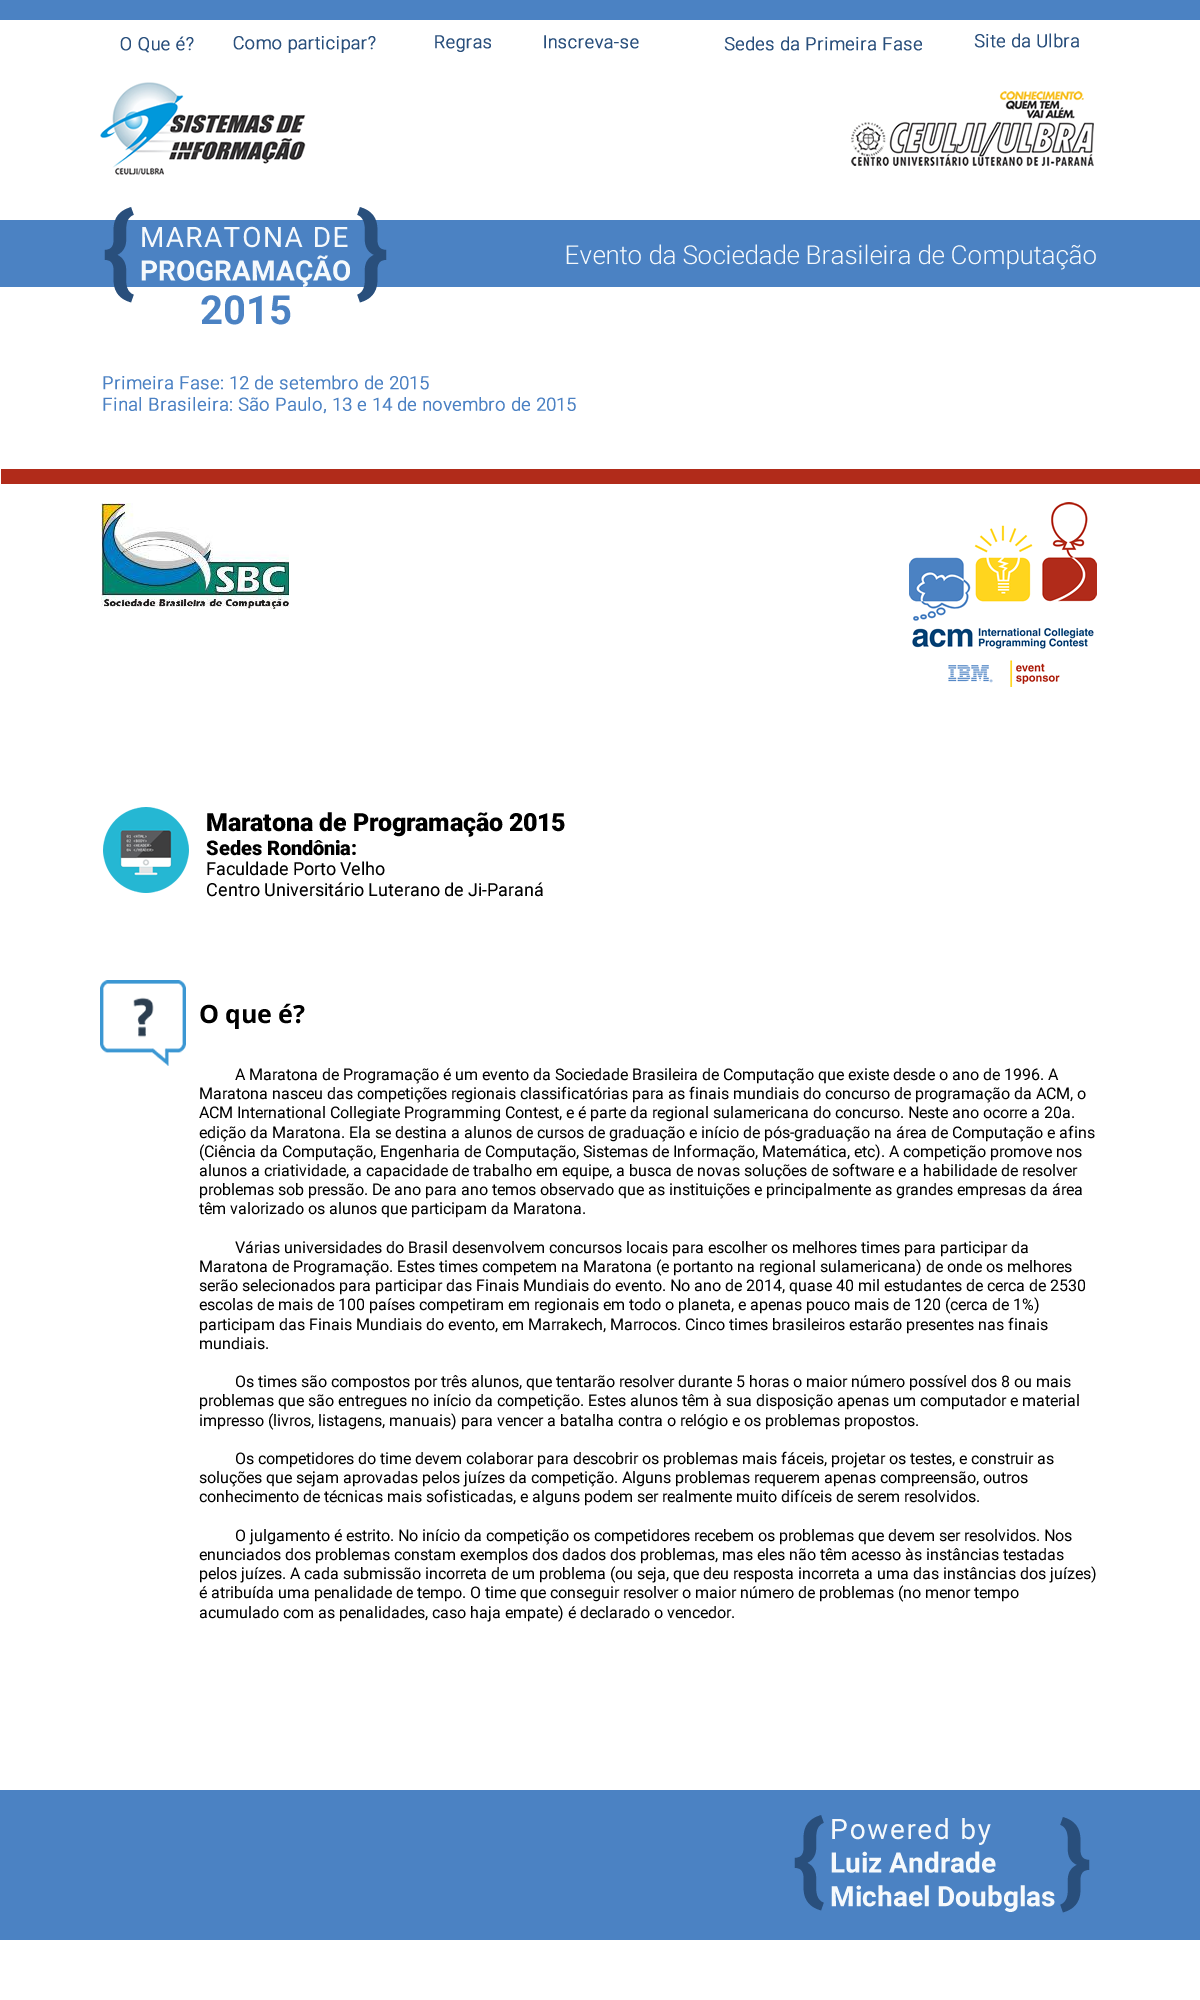 O Que é?
Como participar?
Regras
Inscreva-se
Sedes da Primeira Fase
Site da Ulbra
SISTEMAS DE
INFORMAÇÃO
CEULJI/ULBRA
CONHECIMENTO.
QUEM TEM,
VAI ALÉM.
CEULJI/ULBRA
CENTRO UNIVERSITÁRIO LUTERANO DE JI-PARANÁ
{ MARATONA DE
PROGRAMAÇÃO }
2015
Evento da Sociedade Brasileira de Computação
Primeira Fase: 12 de setembro de 2015
Final Brasileira: São Paulo, 13 e 14 de novembro de 2015
SBC
Sociedade Brasileira de Computação
acm International Collegiate
Programming Contest
IBM.
event
sponsor
Maratona de Programação 2015
Sedes Rondônia:
Faculdade Porto Velho
Centro Universitário Luterano de Ji-Paraná
?
O que é?
A Maratona de Programação é um evento da Sociedade Brasileira de Computação que existe desde o ano de 1996. A
Maratona nasceu das competições regionais classificatórias para as finais mundiais do concurso de programação da ACM, o
ACM International Collegiate Programming Contest, e é parte da regional sulamericana do concurso. Neste ano ocorre a 20a.
edição da Maratona. Ela se destina a alunos de cursos de graduação e início de pós-graduação na área de Computação e afins
(Ciência da Computação, Engenharia de Computação, Sistemas de Informação, Matemática, etc). A competição promove nos
alunos a criatividade, a capacidade de trabalho em equipe, a busca de novas soluções de software e a habilidade de resolver
problemas sob pressão. De ano para ano temos observado que as instituições e principalmente as grandes empresas da área
têm valorizado os alunos que participam da Maratona.
Várias universidades do Brasil desenvolvem concursos locais para escolher os melhores times para participar da
Maratona de Programação. Estes times competem na Maratona (e portanto na regional sulamericana) de onde os melhores
serão selecionados para participar das Finais Mundiais do evento. No ano de 2014, quase 40 mil estudantes de cerca de 2530
escolas de mais de 100 países competiram em regionais em todo o planeta, e apenas pouco mais de 120 (cerca de 1%)
participam das Finais Mundiais do evento, em Marrakech, Marrocos. Cinco times brasileiros estarão presentes nas finais
mundiais.
Os times são compostos por três alunos, que tentarão resolver durante 5 horas o maior número possível dos 8 ou mais
problemas que são entregues no início da competição. Estes alunos têm à sua disposição apenas um computador e material
impresso (livros, listagens, manuais) para vencer a batalha contra o relógio e os problemas propostos.
Os competidores do time devem colaborar para descobrir os problemas mais fáceis, projetar os testes, e construir as
soluções que sejam aprovadas pelos juízes da competição. Alguns problemas requerem apenas compreensão, outros
conhecimento de técnicas mais sofisticadas, e alguns podem ser realmente muito difíceis de serem resolvidos.
O julgamento é estrito. No início da competição os competidores recebem os problemas que devem ser resolvidos. Nos
enunciados dos problemas constam exemplos dos dados dos problemas, mas eles não têm acesso às instâncias testadas
pelos juízes. A cada submissão incorreta de um problema (ou seja, que deu resposta incorreta a uma das instâncias dos juízes)
é atribuída uma penalidade de tempo. O time que conseguir resolver o maior número de problemas (no menor tempo
acumulado com as penalidades, caso haja empate) é declarado o vencedor.
{ Powered by
Luiz Andrade
Michael Doubglas }